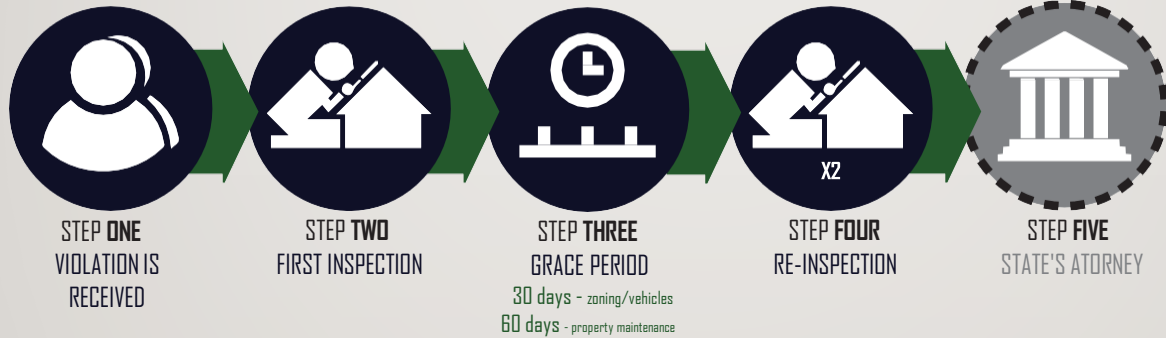 X2
STEP ONE
VIOLATION IS
RECEIVED
STEP TWO
FIRST INSPECTION
STEP THREE
GRACE PERIOD
30 days - zoning/vehicles
60 days - property maintenance
STEP FOUR
RE-INSPECTION
STEP FIVE
STATE'S ATORNEY